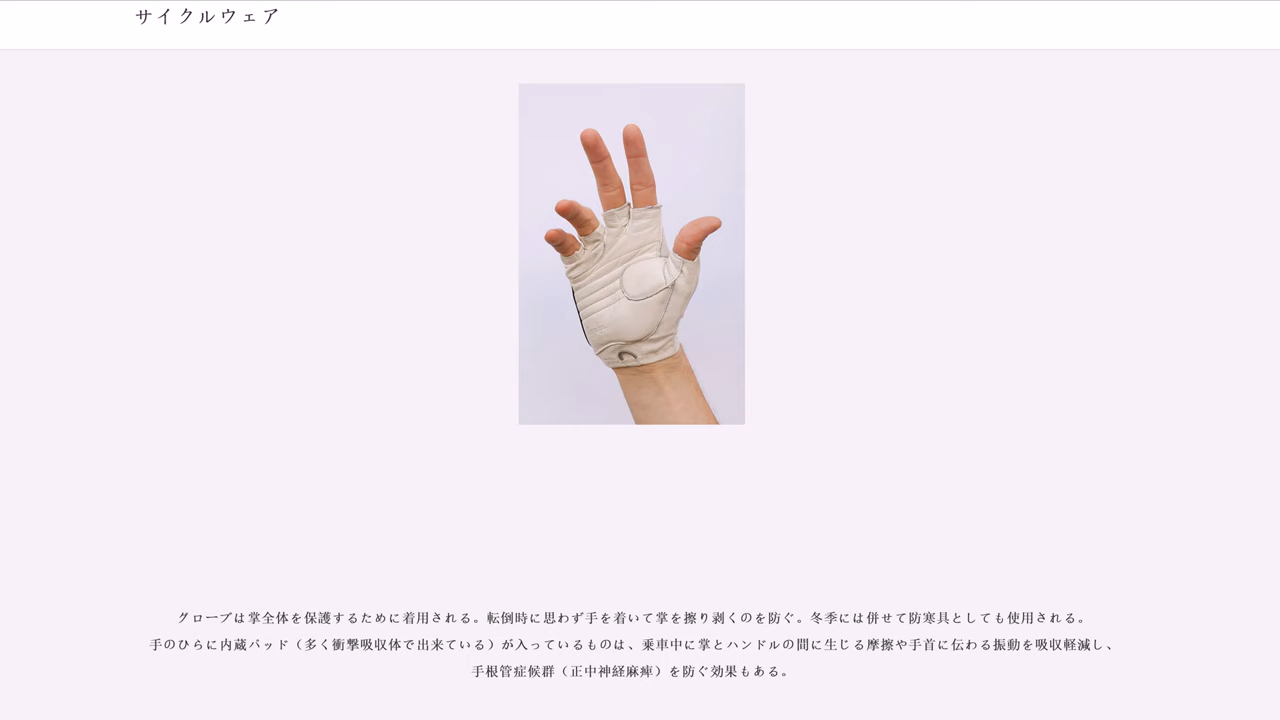 サイクルウェア
グローブは掌全体を保護するために着用される。転倒時に思わず手を着いて掌を擦り剥くのを防ぐ。冬季には併せて防寒具としても使用される。
手のひらに内蔵パッド（多く衝撃吸収体で出来ている）が入っているものは、乗車中に掌とハンドルの間に生じる摩擦や手首に伝わる振動を吸収軽減し、
手根管症候群（正中神経麻痺）を防ぐ効果もある。